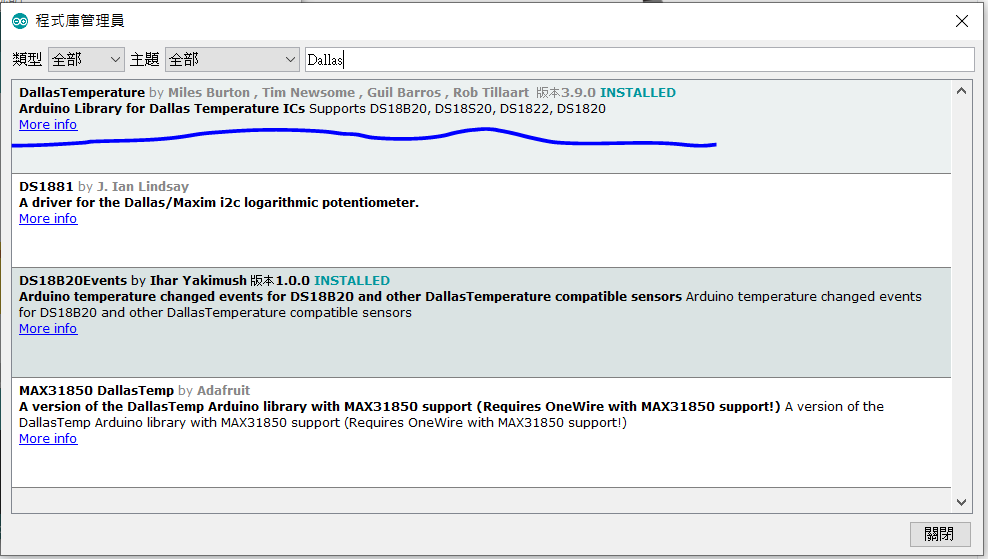 程式庫管理員
類型 全部 主題 全部 Dallas
DallasTemperature by Miles Burton , Tim Newsome , Guil Barros , Rob Tillaart 版本3.9.0 INSTALLED
Arduino Library for Dallas Temperature ICs Supports DS18B20, DS18S20, DS1822, DS1820
More info
DS1881 by J. Ian Lindsay
A driver for the Dallas/Maxim i2c logarithmic potentiometer.
More info
DS18B20Events by Ihar Yakimush 版本1.0.0 INSTALLED
Arduino temperature changed events for DS18B20 and other DallasTemperature compatible sensors Arduino temperature changed events
for DS18B20 and other DallasTemperature compatible sensors
More info
MAX31850 DallasTemp by Adafruit
A version of the DallasTemp Arduino library with MAX31850 support (Requires OneWire with MAX31850 support!) A version of the
DallasTemp Arduino library with MAX31850 support (Requires OneWire with MAX31850 support!)
More info
關閉